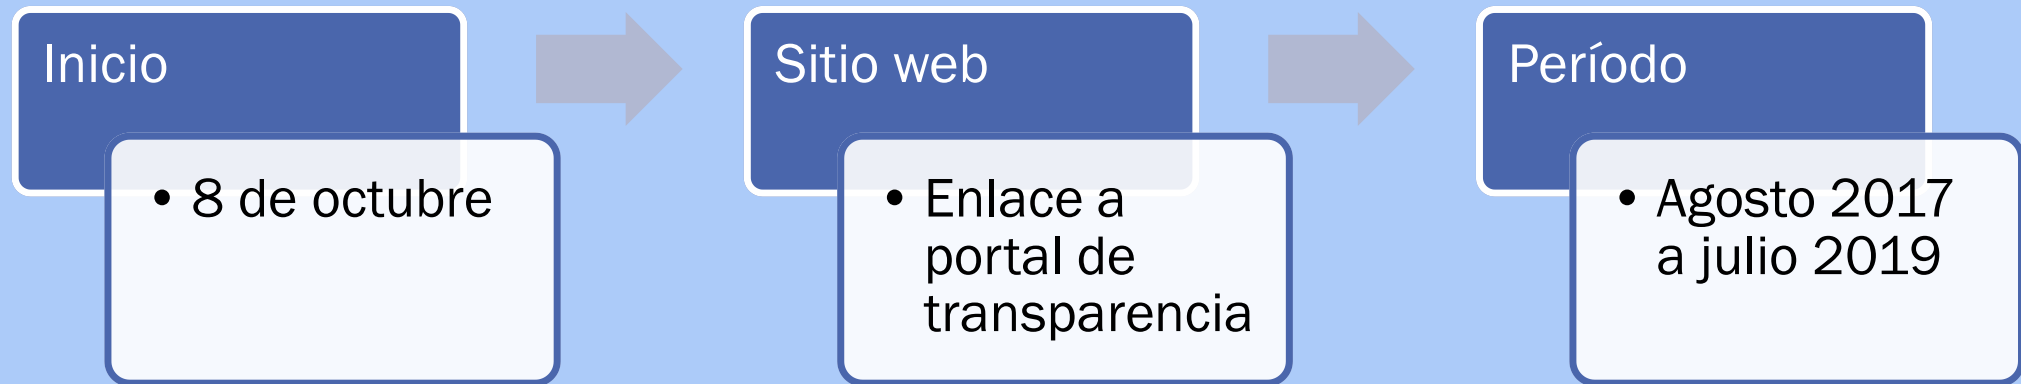 Inicio
• 8 de octubre
Sitio web
• Enlace a
portal de
transparencia
Período
• Agosto 2017
a julio 2019